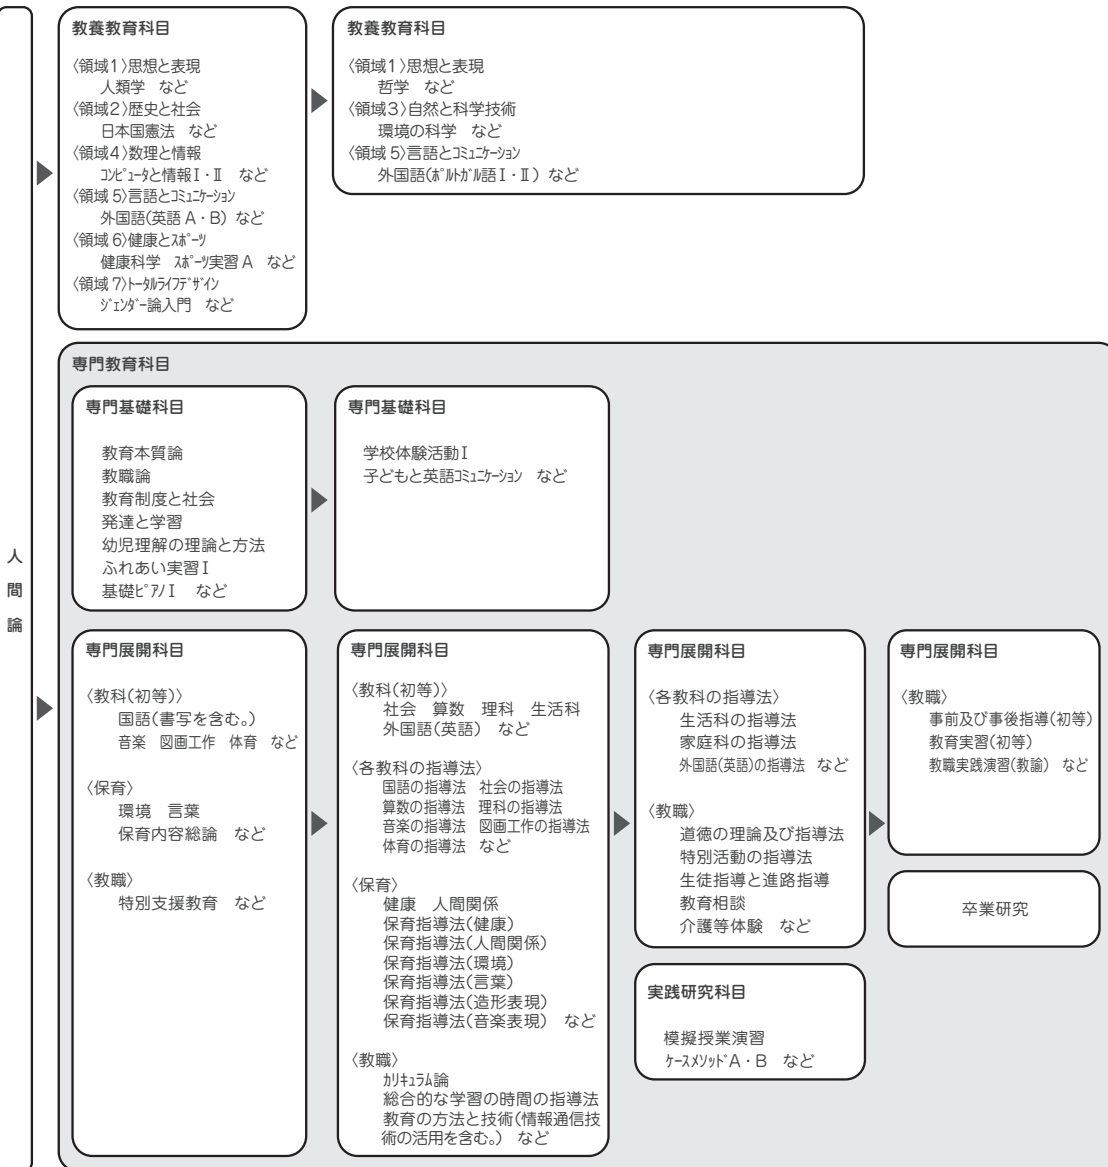 人間論
教養教育科目
〈領域1〉思想と表現
人類学　など
〈領域2〉歴史と社会
日本国憲法　など
〈領域4〉数理と情報
ｺﾝﾋﾟｭｰﾀと情報Ⅰ・Ⅱ　など
〈領域 5〉言語とｺﾐｭﾆｹｰｼｮﾝ
外国語(英語 A・B)　など
〈領域 6〉健康とｽﾎﾟｰﾂ
健康科学　ｽﾎﾟｰﾂ実習 A　など
〈領域 7〉ﾄｰﾀﾙﾗｲﾌﾃﾞｻﾞｲﾝ
ｼﾞｪﾝﾀﾞｰ論入門　など
教養教育科目
〈領域1〉思想と表現
哲学　など
〈領域3〉自然と科学技術
環境の科学　など
〈領域 5〉言語とｺﾐｭﾆｹｰｼｮﾝ
外国語(ﾎﾟﾙﾄｶﾞﾙ語Ⅰ・Ⅱ) など
専門教育科目
専門基礎科目
教育本質論
教職論
教育制度と社会
発達と学習
幼児理解の理論と方法
ふれあい実習Ⅰ
基礎ﾋﾟｱﾉⅠ　など
専門基礎科目
学校体験活動Ⅰ
子どもと英語ｺﾐｭﾆｹｰｼｮﾝ　など
専門展開科目
〈教科(初等)〉
国語(書写を含む。)
音楽　図画工作　体育　など
〈保育〉
環境　言葉
保育内容総論　など
〈教職〉
特別支援教育　など
専門展開科目
〈教科(初等)〉
社会　算数　理科　生活科
外国語(英語)　など
〈各教科の指導法〉
国語の指導法　社会の指導法
算数の指導法　理科の指導法
音楽の指導法　図画工作の指導法
体育の指導法　など
〈保育〉
健康　人間関係
保育指導法(健康)
保育指導法(人間関係)
保育指導法(環境)
保育指導法(言葉)
保育指導法(造形表現)
保育指導法(音楽表現)　など
〈教職〉
ｶﾘｷｭﾗﾑ論
総合的な学習の時間の指導法
教育の方法と技術(情報通信技
術の活用を含む。)　など
専門展開科目
〈各教科の指導法〉
生活科の指導法
家庭科の指導法
外国語(英語)の指導法　など
〈教職〉
道徳の理論及び指導法
特別活動の指導法
生徒指導と進路指導
教育相談
介護等体験　など
実践研究科目
模擬授業演習
ｹｰｽﾒｿｯﾄﾞA・B　など
専門展開科目
〈教職〉
事前及び事後指導(初等)
教育実習(初等)
教職実践演習(教諭)　など
卒業研究